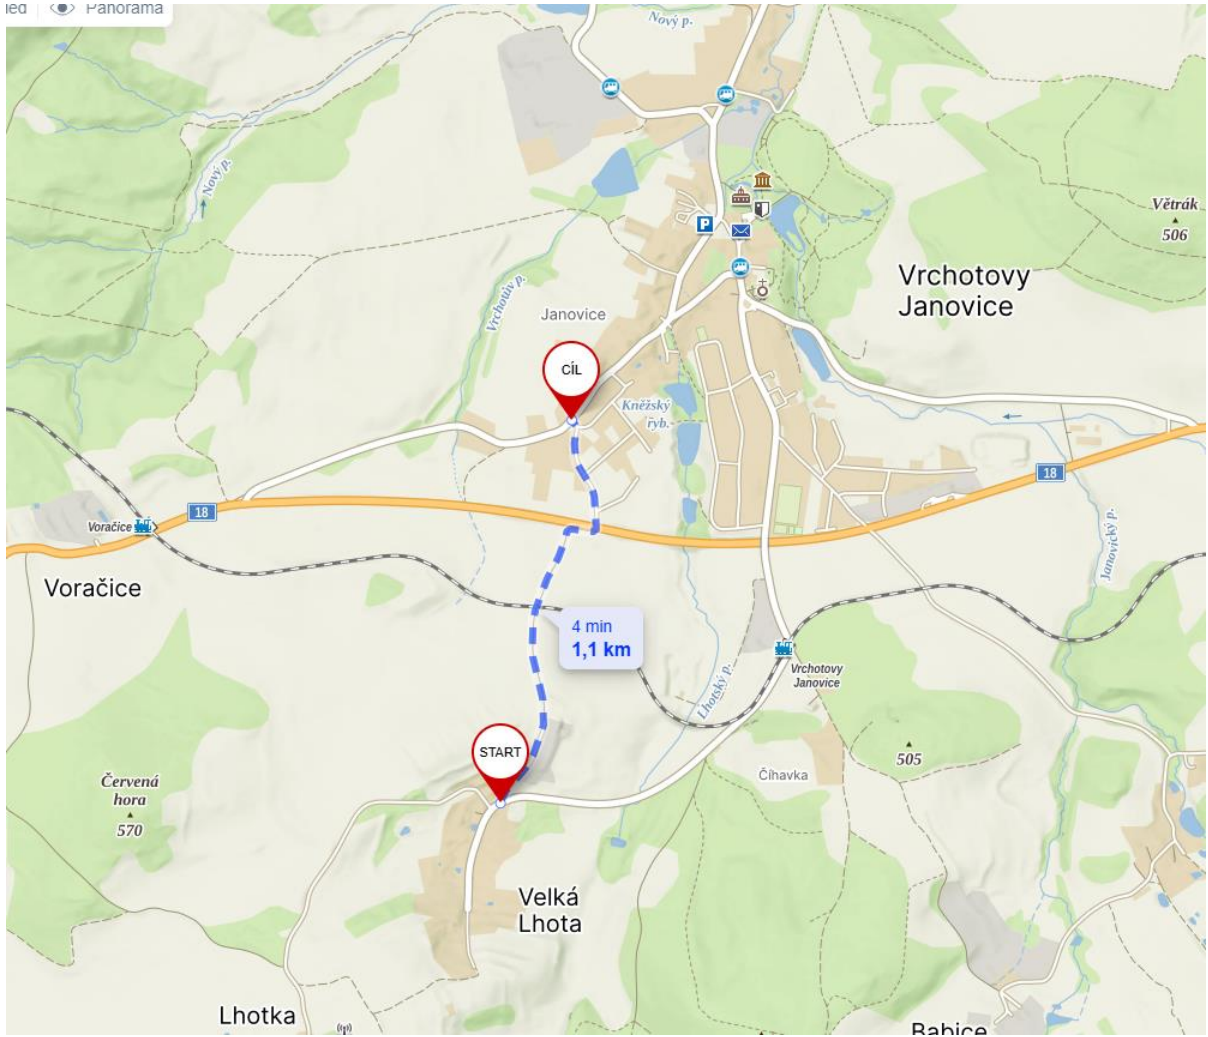 Panorama
Nový p.
Nový p.
Větrák
506
P
Vrchotovy
Janovice
Vrchotův p.
Janovice
CÍL
Kněžský
ryb.
18
18
Voračice
Janovický p.
Voračice
4 min
1,1 km
Lhotský p.
Vrchotovy
Janovice
START
505
Číhavka
Červená
hora
570
Velká
Lhota
Lhotka
Babice